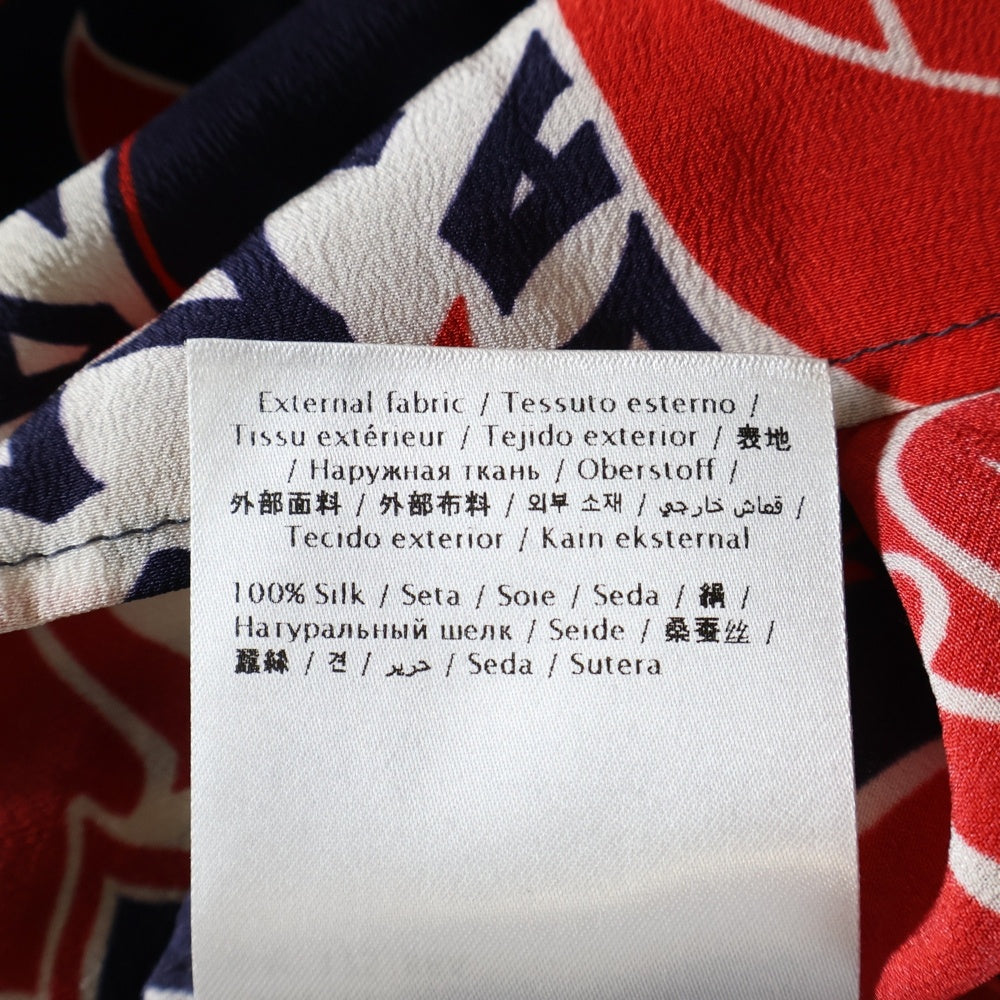 External fabric / Tessuto esterno /
Tissu extérieur / Tejido exterior / 表地
/ Наружная ткань / Oberstoff /
外部面料 / 外部布料 / 외부 소재 / قماش خارجي /
Tecido exterior / Kain eksternal
100% Silk / Seta / Soie / Seda / 絹 /
Натуральный шелк / Seide / 桑蚕丝 /
蠶絲 / 견 / حرير / Seda / Sutera